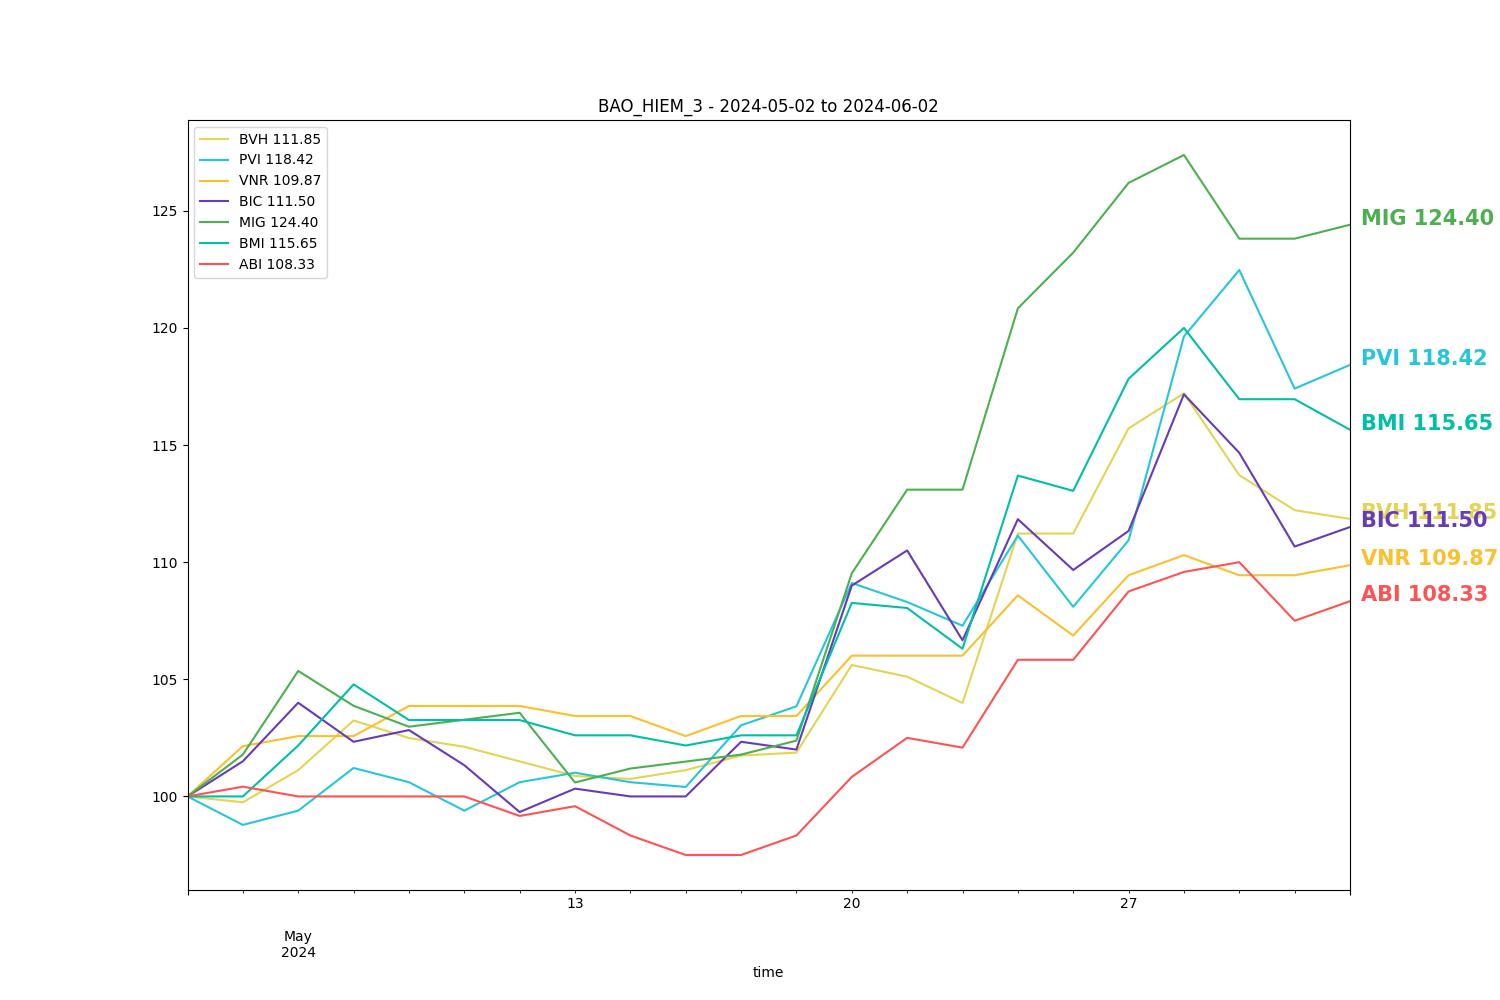 BAO_HIEM_3 - 2024-05-02 to 2024-06-02
BVH 111.85
PVI 118.42
VNR 109.87
BIC 111.50
MIG 124.40
BMI 115.65
ABI 108.33
125
120
115
110
105
100
MIG 124.40
PVI 118.42
BMI 115.65
BVH 111.85
BIC 111.50
VNR 109.87
ABI 108.33
13
20
27
May
2024
time